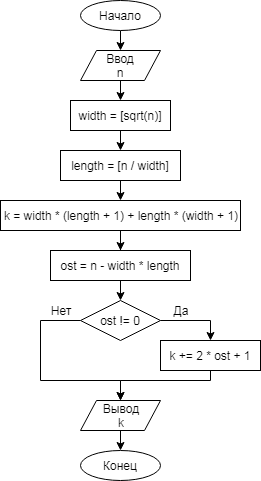 Начало
Ввод
n
width = [sqrt(n)]
length = [n / width]
k = width * (length + 1) + length * (width + 1)
ost = n - width * length
Нет
Да
ost != 0
k += 2 * ost + 1
Вывод
k
Конец